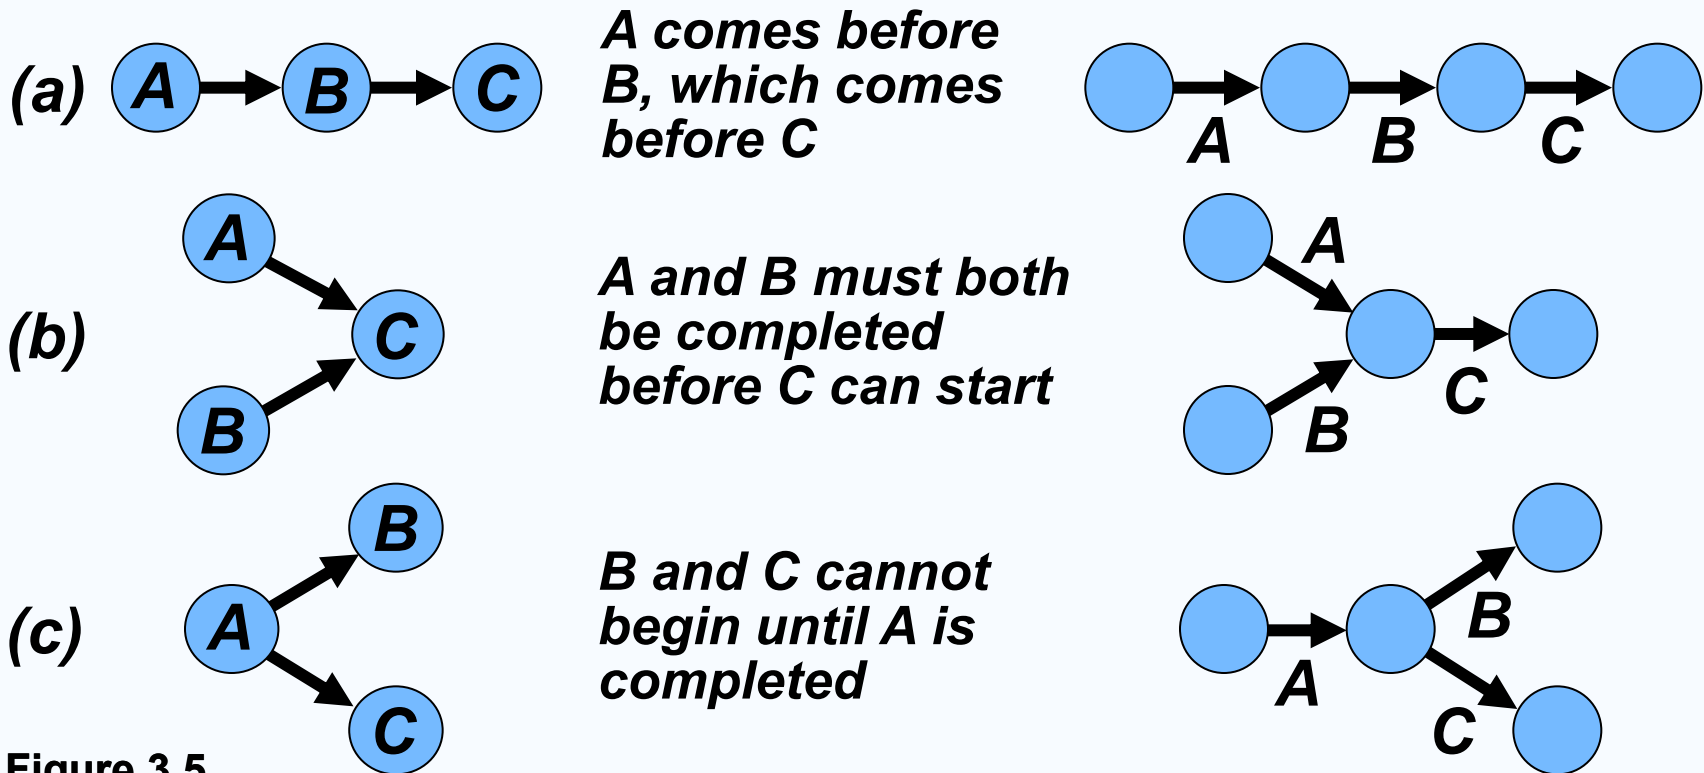 (a) A B C
A comes before
B, which comes
before C
A B C
(b)
A
C
B
A and B must both
be completed
before C can start
A
B
C
(c)
B
A
C
B and C cannot
begin until A is
completed
B
A
C
Figure 3.5